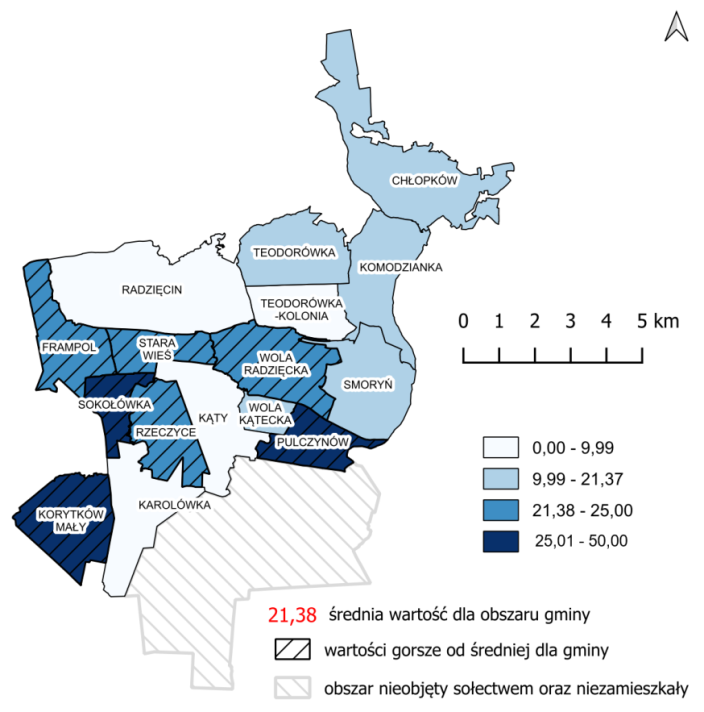 CHŁOPKÓW
TEODORÓWKA
KOMODZIANKA
RADZIĘCIN
TEODORÓWKA
-KOLONIA
0 1 2 3 4 5 km
FRAMPOL
STARA
WIEŚ
WOLA
RADZIĘCKA
SMORYŃ
SOKOŁÓWKA
RZECZYCE
KĄTY
WOLA
KĄTECKA
PULCZYNÓW
0,00 - 9,99
9,99 - 21,37
21,38 - 25,00
25,01 - 50,00
KORYTKÓW
MAŁY
KAROLÓWKA
21,38 średnia wartość dla obszaru gminy
wartości gorsze od średniej dla gminy
obszar nieobjęty sołectwem oraz niezamieszkały